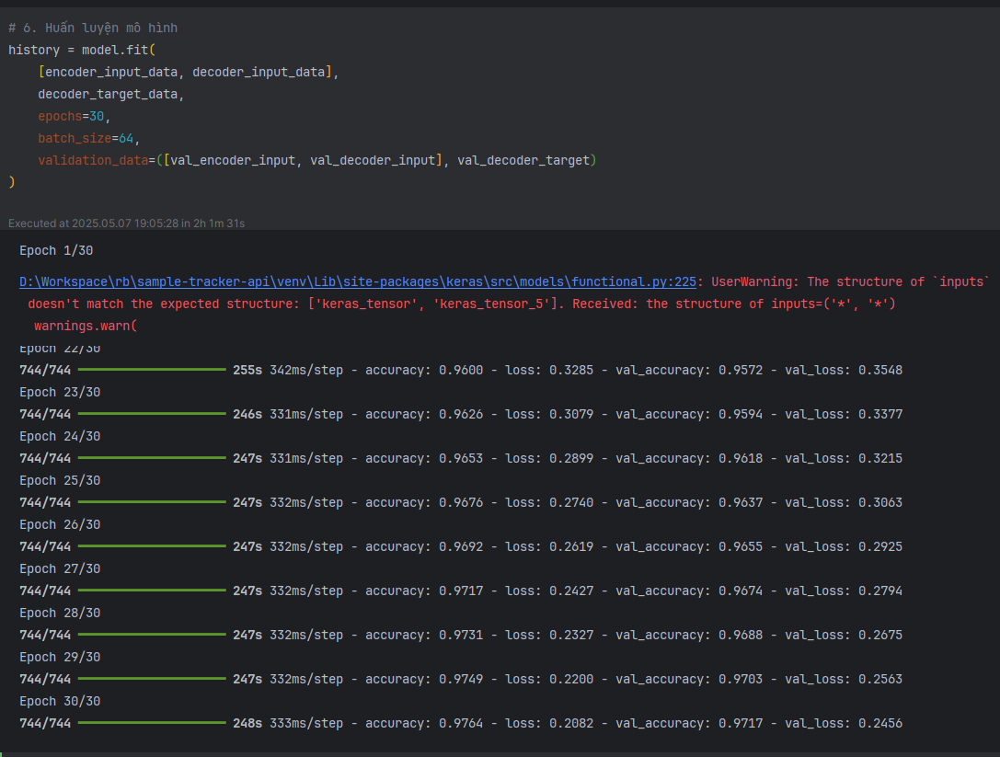 # 6. Huấn luyện mô hình
history = model.fit(
    [encoder_input_data, decoder_input_data],
    decoder_target_data,
    epochs=30,
    batch_size=64,
    validation_data=([val_encoder_input, val_decoder_input], val_decoder_target)
)
Executed at 2025.05.07 19:05:28 in 2h 1m 31s
Epoch 1/30
D:\Workspace\rb\sample-tracker-api\venv\Lib\site-packages\keras\src\models\functional.py:225: UserWarning: The structure of `inputs`
doesn't match the expected structure: ['keras_tensor', 'keras_tensor_5']. Received: the structure of inputs=('*', '*')
warnings.warn(
Epoch 22/30
744/744 255s 342ms/step - accuracy: 0.9600 - loss: 0.3285 - val_accuracy: 0.9572 - val_loss: 0.3548
Epoch 23/30
744/744 246s 331ms/step - accuracy: 0.9626 - loss: 0.3079 - val_accuracy: 0.9594 - val_loss: 0.3377
Epoch 24/30
744/744 247s 331ms/step - accuracy: 0.9653 - loss: 0.2899 - val_accuracy: 0.9618 - val_loss: 0.3215
Epoch 25/30
744/744 247s 332ms/step - accuracy: 0.9676 - loss: 0.2740 - val_accuracy: 0.9637 - val_loss: 0.3063
Epoch 26/30
744/744 247s 332ms/step - accuracy: 0.9692 - loss: 0.2619 - val_accuracy: 0.9655 - val_loss: 0.2925
Epoch 27/30
744/744 247s 332ms/step - accuracy: 0.9717 - loss: 0.2427 - val_accuracy: 0.9674 - val_loss: 0.2794
Epoch 28/30
744/744 247s 332ms/step - accuracy: 0.9731 - loss: 0.2327 - val_accuracy: 0.9688 - val_loss: 0.2675
Epoch 29/30
744/744 247s 332ms/step - accuracy: 0.9749 - loss: 0.2200 - val_accuracy: 0.9703 - val_loss: 0.2563
Epoch 30/30
744/744 248s 333ms/step - accuracy: 0.9764 - loss: 0.2082 - val_accuracy: 0.9717 - val_loss: 0.2456